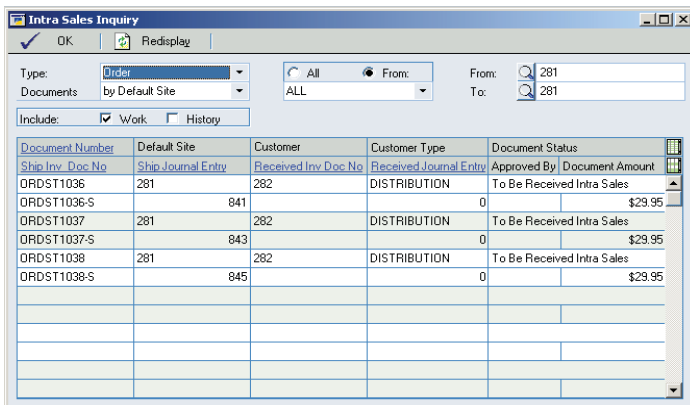 Intra Sales Inquiry
OK Redisplay
Type: Order All From: From: 281
Documents by Default Site ALL To: 281
Include: Work History
Document Number Default Site Customer Customer Type Document Status
Ship Inv Doc No Ship Journal Entry Received Inv Doc No Received Journal Entry Approved By Document Amount
ORDST1036 281 282 DISTRIBUTION To Be Received Intra Sales
ORDST1036-S 841 0 $29.95
ORDST1037 281 282 DISTRIBUTION To Be Received Intra Sales
ORDST1037-S 843 0 $29.95
ORDST1038 281 282 DISTRIBUTION To Be Received Intra Sales
ORDST1038-S 845 0 $29.95